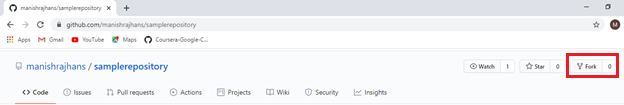 manishrajhans/samplerepository
github.com/manishrajhans/samplerepository
Apps Gmail YouTube Maps Coursera-Google-C...
M
manishrajhans / samplerepository
Watch 1 Star 0 Fork 0
Code Issues Pull requests Actions Projects Wiki Security Insights